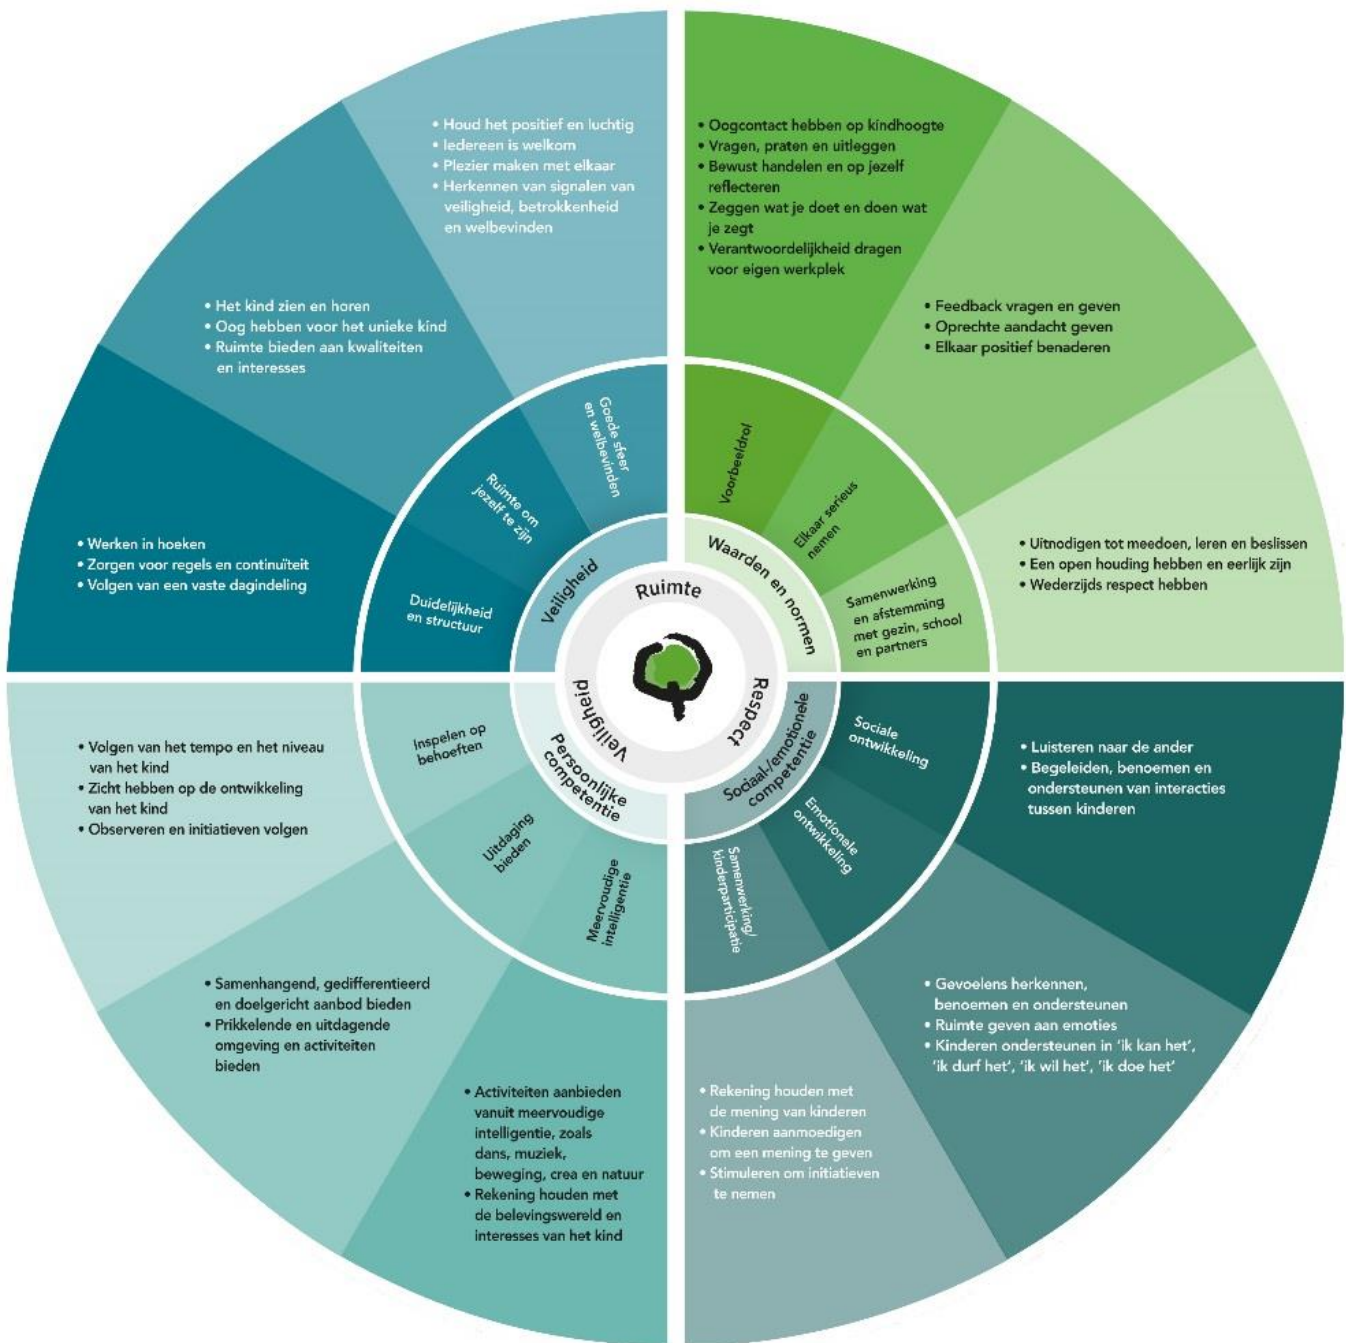 • Houd het positief en luchtig
• Iedereen is welkom
• Plezier maken met elkaar
• Herkennen van signalen van
veiligheid, betrokkenheid
en welbevinden
• Oogcontact hebben op kindhoogte
• Vragen, praten en uitleggen
• Bewust handelen en op jezelf
reflecteren
• Zeggen wat je doet en doen wat
je zegt
• Verantwoordelijkheid dragen
voor eigen werkplek
• Het kind zien en horen
• Oog hebben voor het unieke kind
• Ruimte bieden aan kwaliteiten
en interesses
• Feedback vragen en geven
• Oprechte aandacht geven
• Elkaar positief benaderen
• Werken in hoeken
• Zorgen voor regels en continuïteit
• Volgen van een vaste dagindeling
• Uitnodigen tot meedoen, leren en beslissen
• Een open houding hebben en eerlijk zijn
• Wederzijds respect hebben
Goede sfeer
en welbevinden
Ruimte om
jezelf te zijn
Duidelijkheid
en structuur
Veiligheid
Voorbeeldrol
Elkaar serieus
nemen
Samenwerking
en afstemming
met gezin, school
en partners
Waarden en normen
Ruimte
Respect
Veiligheid
Inspelen op
behoeften
Uitdaging
bieden
Meervoudige
intelligentie
Persoonlijke
competentie
Sociaal-/emotionele
competentie
Sociale
ontwikkeling
Emotionele
ontwikkeling
Samenwerking/
kinderparticipatie
• Volgen van het tempo en het niveau
van het kind
• Zicht hebben op de ontwikkeling
van het kind
• Observeren en initiatieven volgen
• Luisteren naar de ander
• Begeleiden, benoemen en
ondersteunen van interacties
tussen kinderen
• Samenhangend, gedifferentieerd
en doelgericht aanbod bieden
• Prikkelende en uitdagende
omgeving en activiteiten
bieden
• Gevoelens herkennen,
benoemen en ondersteunen
• Ruimte geven aan emoties
• Kinderen ondersteunen in 'ik kan het',
'ik durf het', 'ik wil het', 'ik doe het'
• Activiteiten aanbieden
vanuit meervoudige
intelligentie, zoals
dans, muziek,
beweging, crea en natuur
• Rekening houden met
de belevingswereld en
interesses van het kind
• Rekening houden met
de mening van kinderen
• Kinderen aanmoedigen
om een mening te geven
• Stimuleren om initiatieven
te nemen